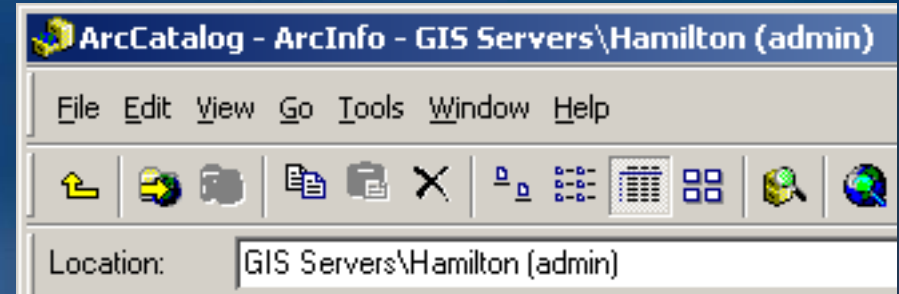 ArcCatalog - ArcInfo - GIS Servers\Hamilton (admin)
File Edit View Go Tools Window Help
Location: GIS Servers\Hamilton (admin)